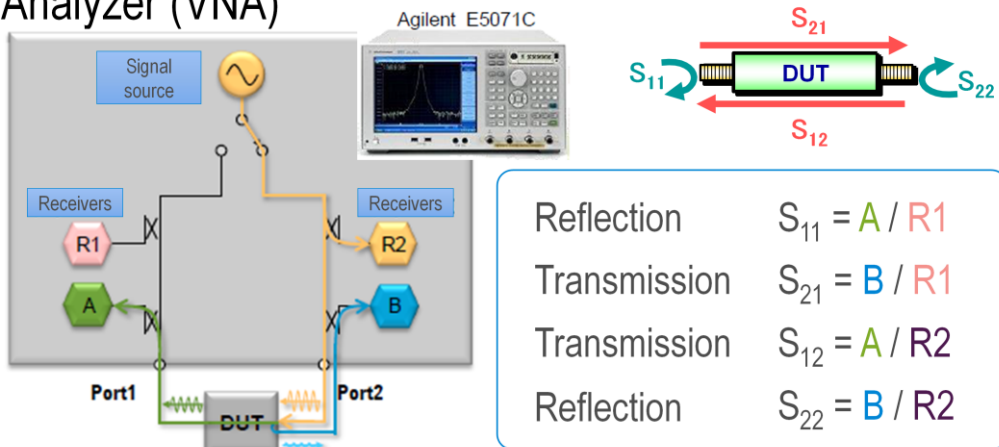 Analyzer (VNA)
Agilent E5071C
Signal
source
Receivers
Receivers
R1
R2
A
B
Port1
Port2
DUT
S21
S11
DUT
S22
S12
Reflection S11 = A / R1
Transmission S21 = B / R1
Transmission S12 = A / R2
Reflection S22 = B / R2